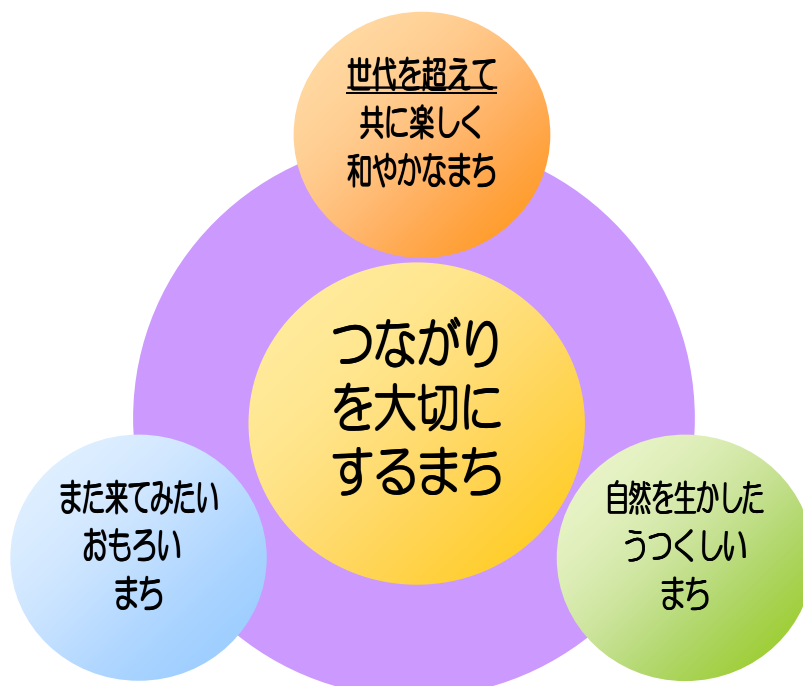 世代を超えて
共に楽しく
和やかなまち
つながり
を大切に
するまち
また来てみたい
おもろい
まち
自然を生かした
うつくしい
まち